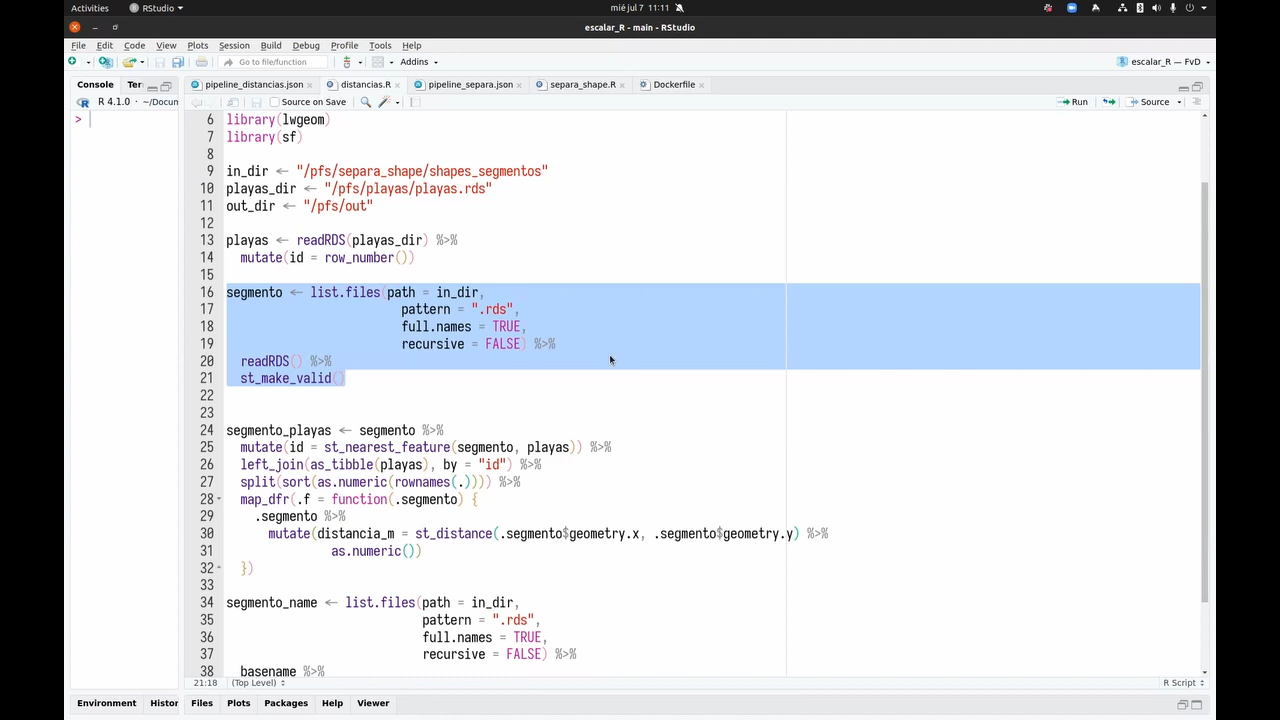 Activities RStudio mié jul 7 11:11
escalar_R - main - RStudio
File Edit Code View Plots Session Build Debug Profile Tools Help
Go to file/function Addins escalar_R — FvD
Console Ter pipeline_distancias.json distancias.R pipeline_separa.json separa_shape.R Dockerfile
R 4.1.0 · ~/Docun Source on Save Run Source
>
6 library(lwgeom)
7 library(sf)
8
9 in_dir <- "/pfs/separa_shape/shapes_segmentos"
10 playas_dir <- "/pfs/playas/playas.rds"
11 out_dir <- "/pfs/out"
12
13 playas <- readRDS(playas_dir) %>%
14 mutate(id = row_number())
15
16 segmento <- list.files(path = in_dir,
17 pattern = ".rds",
18 full.names = TRUE,
19 recursive = FALSE) %>%
20 readRDS() %>%
21 st_make_valid()
22
23
24 segmento_playas <- segmento %>%
25 mutate(id = st_nearest_feature(segmento, playas)) %>%
26 left_join(as_tibble(playas), by = "id") %>%
27 split(sort(as.numeric(rownames(.)))) %>%
28 map_dfr(.f = function(.segmento) {
29 .segmento %>%
30 mutate(distancia_m = st_distance(.segmento$geometry.x, .segmento$geometry.y) %>%
31 as.numeric())
32 })
33
34 segmento_name <- list.files(path = in_dir,
35 pattern = ".rds",
36 full.names = TRUE,
37 recursive = FALSE) %>%
38 basename %>%
21:18 (Top Level) R Script
Environment Histor Files Plots Packages Help Viewer